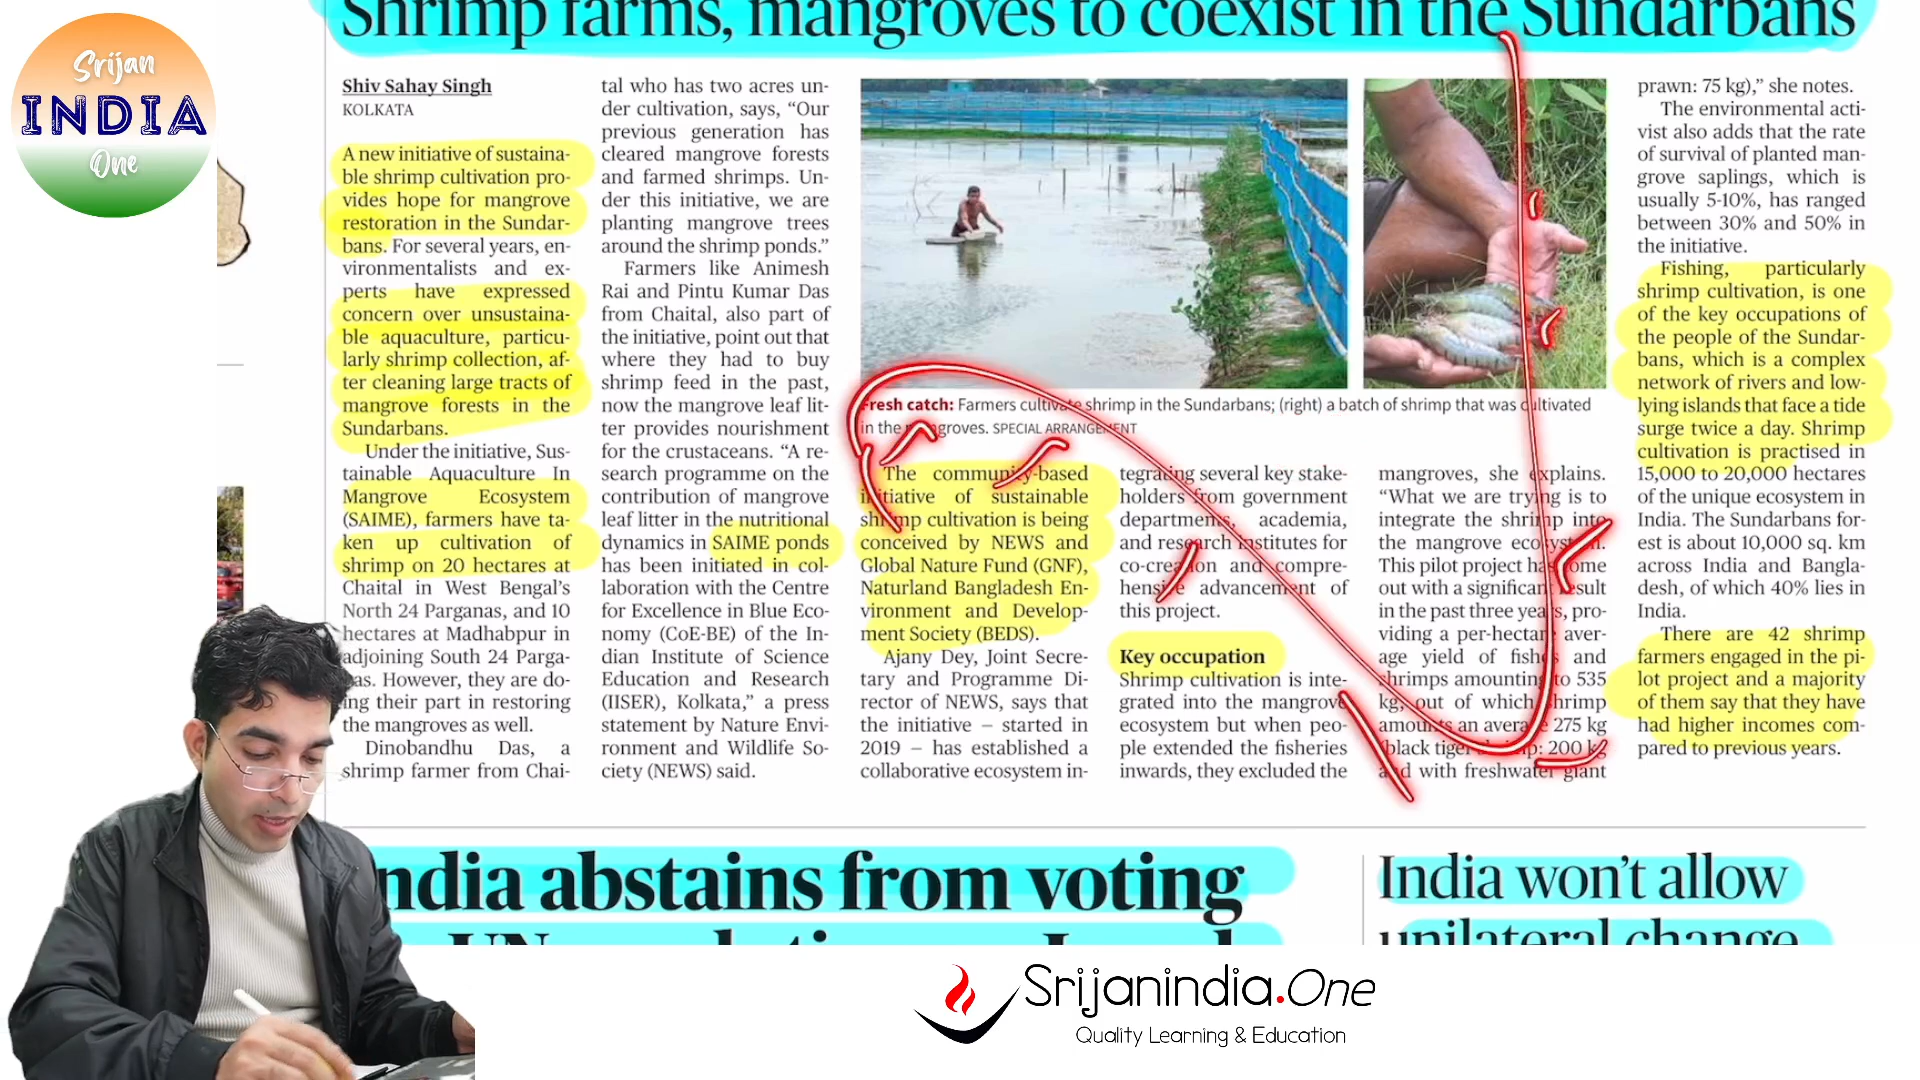 Srijan
INDIA
One
Shrimp farms, mangroves to coexist in the Sundarbans
Shiv Sahay Singh
KOLKATA
A new initiative of sustaina-
ble shrimp cultivation pro-
vides hope for mangrove
restoration in the Sundar-
bans. For several years, en-
vironmentalists and ex-
perts have expressed
concern over unsustaina-
ble aquaculture, particu-
larly shrimp collection, af-
ter cleaning large tracts of
mangrove forests in the
Sundarbans.
Under the initiative, Sus-
tainable Aquaculture In
Mangrove Ecosystem
(SAIME), farmers have ta-
ken up cultivation of
shrimp on 20 hectares at
Chaital in West Bengal's
North 24 Parganas, and 10
hectares at Madhabpur in
adjoining South 24 Parga-
nas. However, they are do-
ing their part in restoring
the mangroves as well.
Dinobandhu Das, a
shrimp farmer from Chai-
tal who has two acres un-
der cultivation, says, “Our
previous generation has
cleared mangrove forests
and farmed shrimps. Un-
der this initiative, we are
planting mangrove trees
around the shrimp ponds.”
Farmers like Animesh
Rai and Pintu Kumar Das
from Chaital, also part of
the initiative, point out that
where they had to buy
shrimp feed in the past,
now the mangrove leaf lit-
ter provides nourishment
for the crustaceans. “A re-
search programme on the
contribution of mangrove
leaf litter in the nutritional
dynamics in SAIME ponds
has been initiated in col-
laboration with the Centre
for Excellence in Blue Eco-
nomy (CoE-BE) of the In-
dian Institute of Science
Education and Research
(IISER), Kolkata,” a press
statement by Nature Envi-
ronment and Wildlife So-
ciety (NEWS) said.
Fresh catch: Farmers cultivate shrimp in the Sundarbans; (right) a batch of shrimp that was cultivated
in the mangroves. SPECIAL ARRANGEMENT
The community-based
initiative of sustainable
shrimp cultivation is being
conceived by NEWS and
Global Nature Fund (GNF),
Naturland Bangladesh En-
vironment and Develop-
ment Society (BEDS).
Ajany Dey, Joint Secre-
tary and Programme Di-
rector of NEWS, says that
the initiative – started in
2019 – has established a
collaborative ecosystem in-
tegrating several key stake-
holders from government
departments, academia,
and research institutes for
co-creation and compre-
hensive advancement of
this project.
Key occupation
Shrimp cultivation is inte-
grated into the mangrove
ecosystem but when peo-
ple extended the fisheries
inwards, they excluded the
mangroves, she explains.
“What we are trying is to
integrate the shrimp into
the mangrove ecosystem.
This pilot project has come
out with a significant result
in the past three years, pro-
viding a per-hectare aver-
age yield of fishes and
shrimps amounting to 535
kg, out of which shrimp
amounts an average 275 kg
(black tiger shrimp: 200 kg
and with freshwater giant
prawn: 75 kg),” she notes.
The environmental acti-
vist also adds that the rate
of survival of planted man-
grove saplings, which is
usually 5-10%, has ranged
between 30% and 50% in
the initiative.
Fishing, particularly
shrimp cultivation, is one
of the key occupations of
the people of the Sundar-
bans, which is a complex
network of rivers and low-
lying islands that face a tide
surge twice a day. Shrimp
cultivation is practised in
15,000 to 20,000 hectares
of the unique ecosystem in
India. The Sundarbans for-
est is about 10,000 sq. km
across India and Bangla-
desh, of which 40% lies in
India.
There are 42 shrimp
farmers engaged in the pi-
lot project and a majority
of them say that they have
had higher incomes com-
pared to previous years.
India abstains from voting
India won't allow
unilateral change
Srijanindia.One
Quality Learning & Education